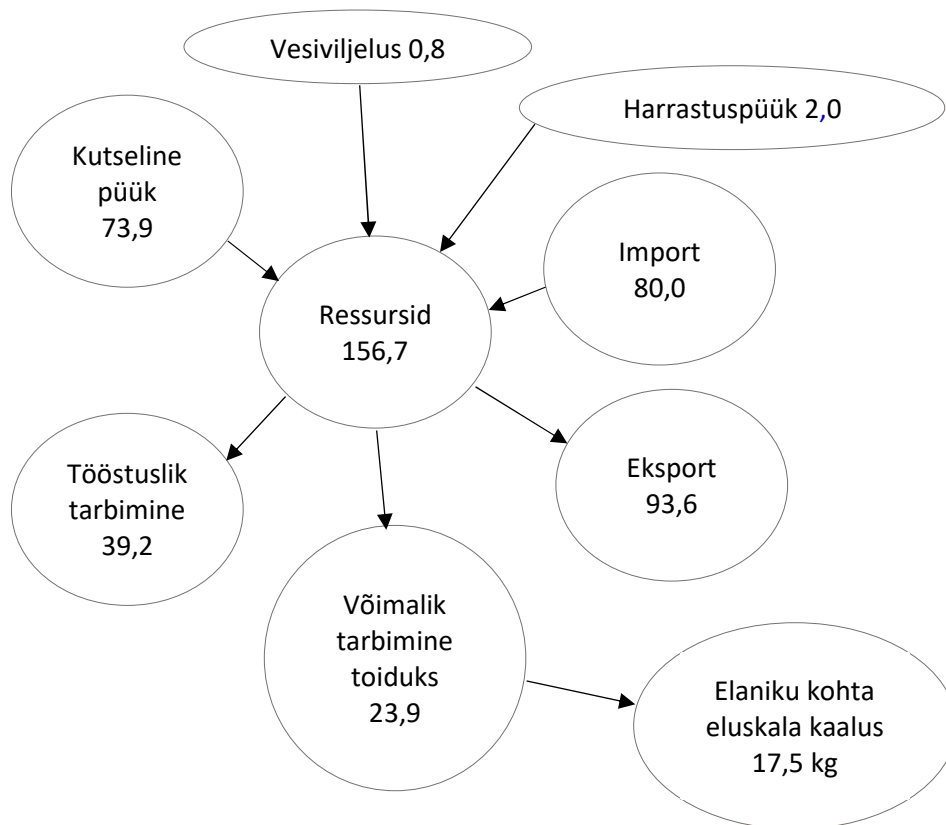 Vesiviljelus 0,8
Harrastuspüük 2,0
Kutseline
püük
73,9
Import
80,0
Ressursid
156,7
Tööstuslik
tarbimine
39,2
Eksport
93,6
Võimalik
tarbimine
toiduks
23,9
Elaniku kohta
eluskala kaalus
17,5 kg